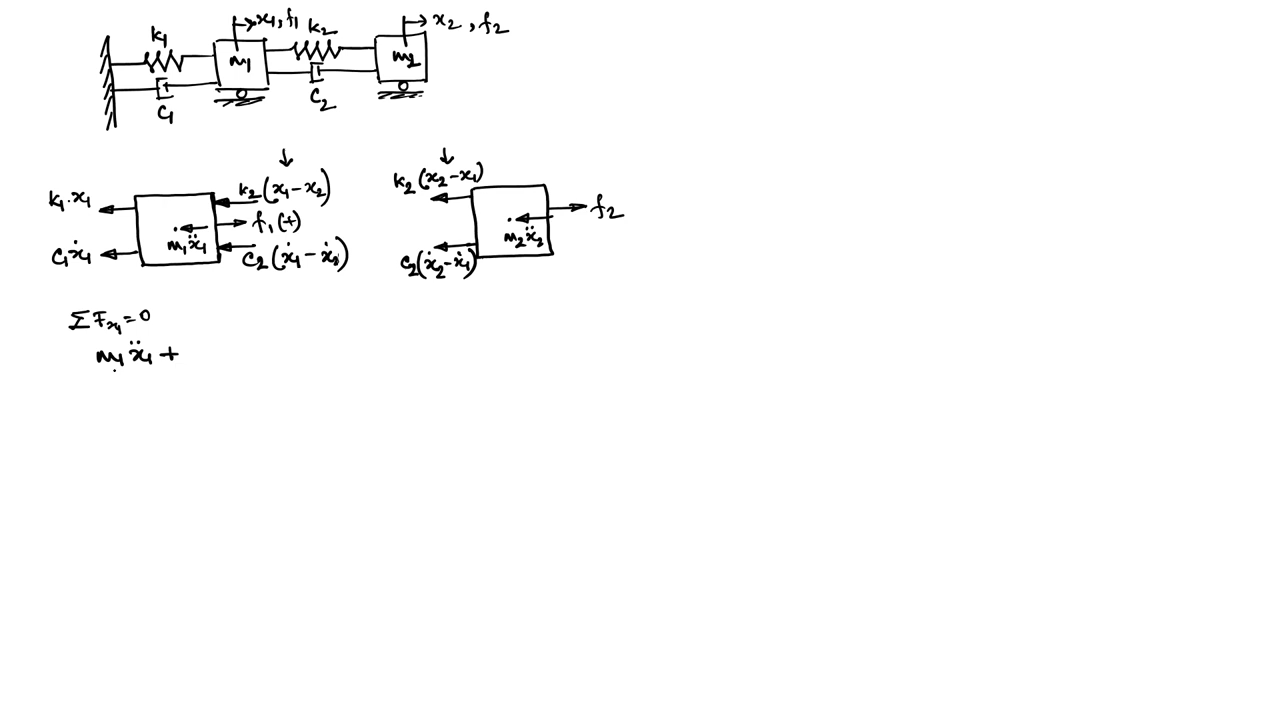 k₁ x₁, f₁ k₂ x₂, f₂
m₁ m₂
C₁ C₂
k₁·x₁ k₂(x₁-x₂) k₂(x₂-x₁)
f₁(+) f₂
m₁ẍ₁ m₂ẍ₂
C₁ẋ₁ C₂(ẋ₁-ẋ₂) C₂(ẋ₂-ẋ₁)
ΣFx₁=0
m₁ẍ₁+